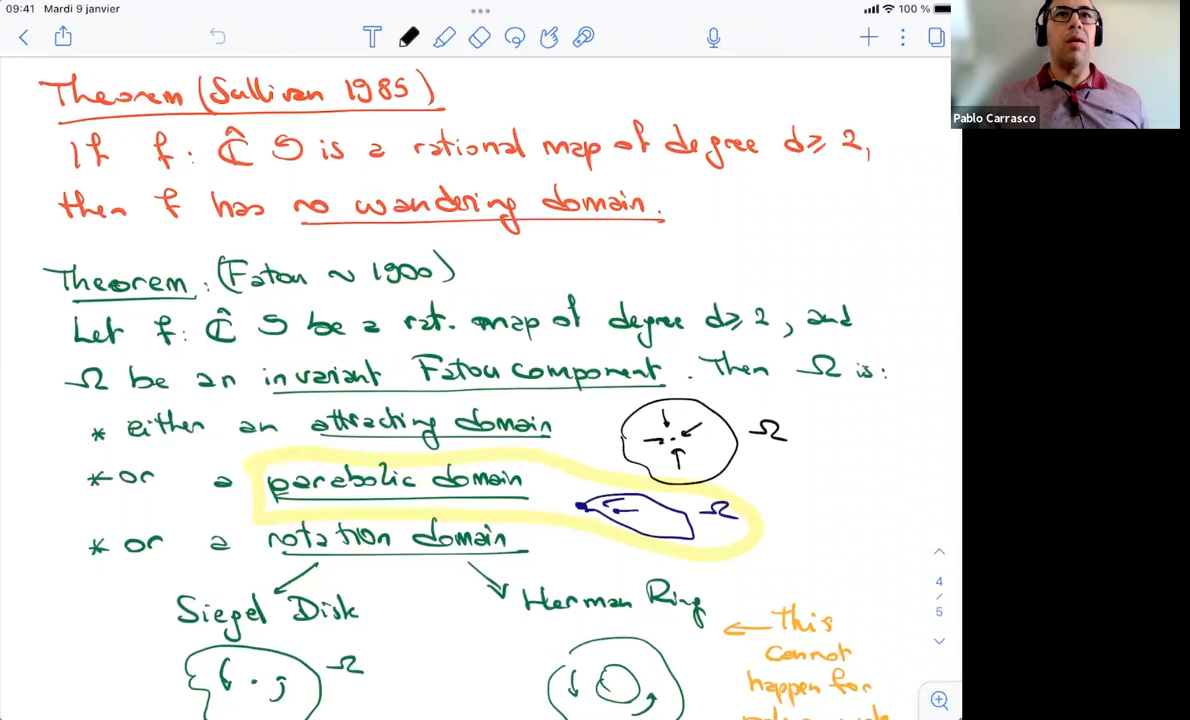 09:41 Mardi 9 janvier
100 %
Pablo Carrasco
Theorem (Sullivan 1985)
If f: Ĉ ↺ is a rational map of degree d ≥ 2,
then f has no wandering domain.
Theorem: (Fatou ~ 1900)
Let f: Ĉ ↺ be a rat. map of degree d ≥ 2, and
Ω be an invariant Fatou component. Then Ω is:
* either an attracting domain
Ω
* or a parabolic domain
Ω
* or a rotation domain
Siegel Disk
Herman Ring
Ω
← This
cannot
happen for
4
/
5